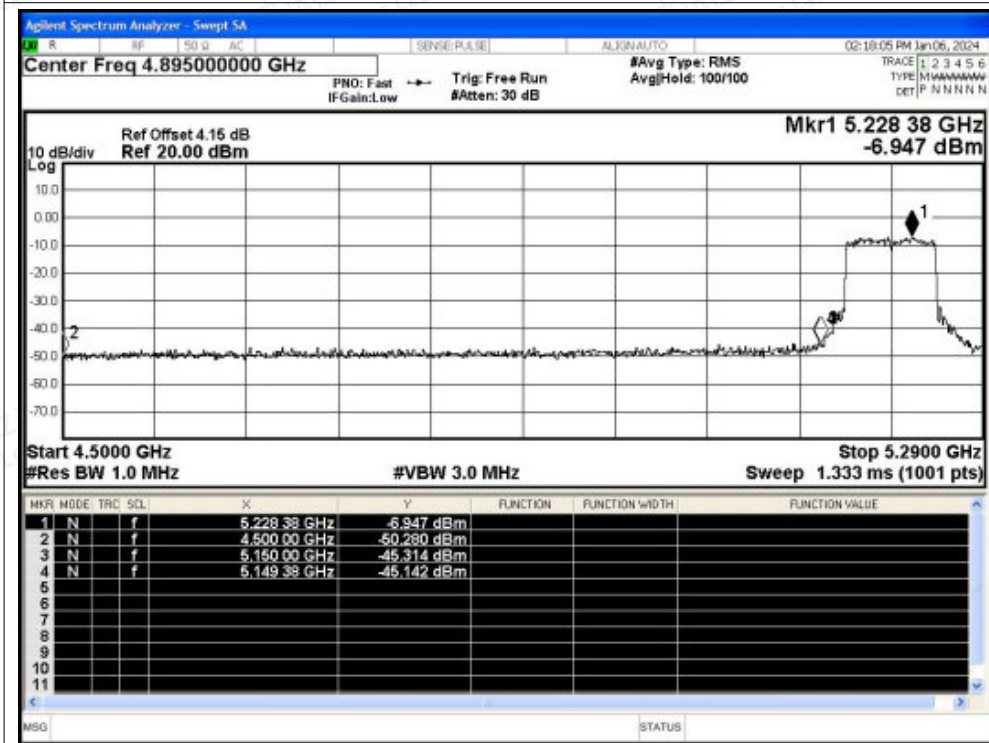 Agilent Spectrum Analyzer - Swept SA
R RF 50 Ω AC SENSE:PULSE ALIGNAUTO 02:18:05 PM Jan 06, 2024
Center Freq 4.895000000 GHz #Avg Type: RMS TRACE 1 2 3 4 5 6
PNO: Fast Trig: Free Run Avg|Hold: 100/100 TYPE M
IFGain:Low #Atten: 30 dB DET P N N N N N
Mkr1 5.228 38 GHz
Ref Offset 4.15 dB
10 dB/div Ref 20.00 dBm -6.947 dBm
Log
10.0
0.00
1
-10.0
-20.0
-30.0
-40.0
2
-50.0
-60.0
-70.0
Start 4.5000 GHz Stop 5.2900 GHz
#Res BW 1.0 MHz #VBW 3.0 MHz Sweep 1.333 ms (1001 pts)
MKR MODE TRC SCL X Y FUNCTION FUNCTION WIDTH FUNCTION VALUE
1 N f 5.228 38 GHz -6.947 dBm
2 N f 4.500 00 GHz -50.280 dBm
3 N f 5.150 00 GHz -45.314 dBm
4 N f 5.149 38 GHz -45.142 dBm
5
6
7
8
9
10
11
MSG STATUS